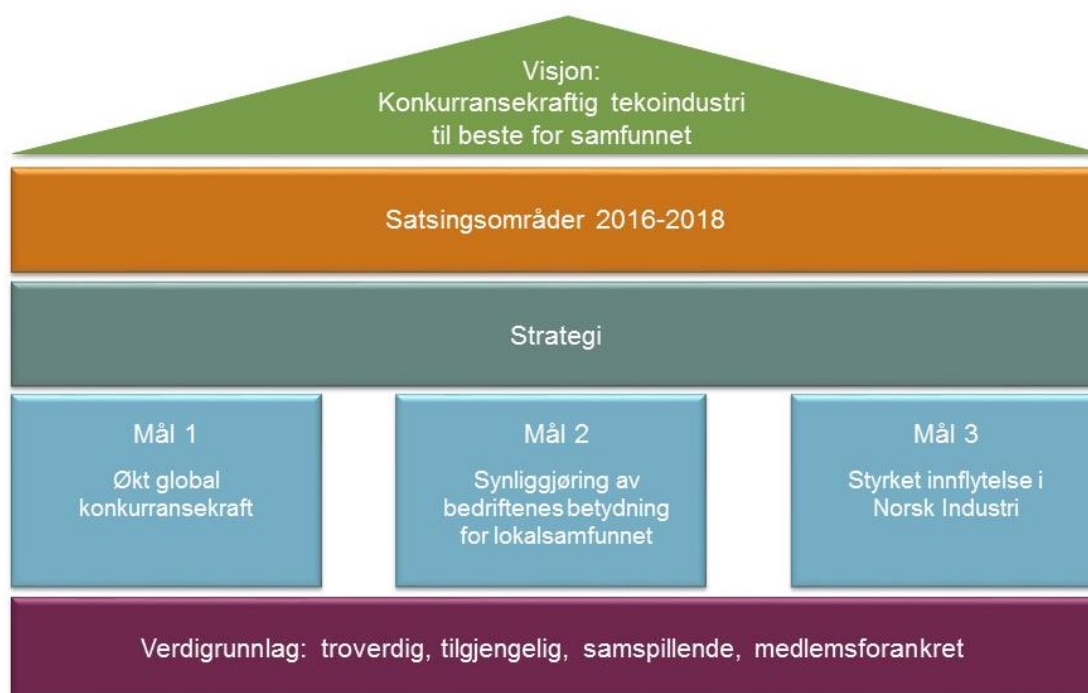 Visjon:
Konkurransekraftig tekoindustri
til beste for samfunnet
Satsingsområder 2016-2018
Strategi
Mål 1
Økt global
konkurransekraft
Mål 2
Synliggjøring av
bedriftenes betydning
for lokalsamfunnet
Mål 3
Styrket innflytelse i
Norsk Industri
Verdigrunnlag: troverdig, tilgjengelig, samspillende, medlemsforankret